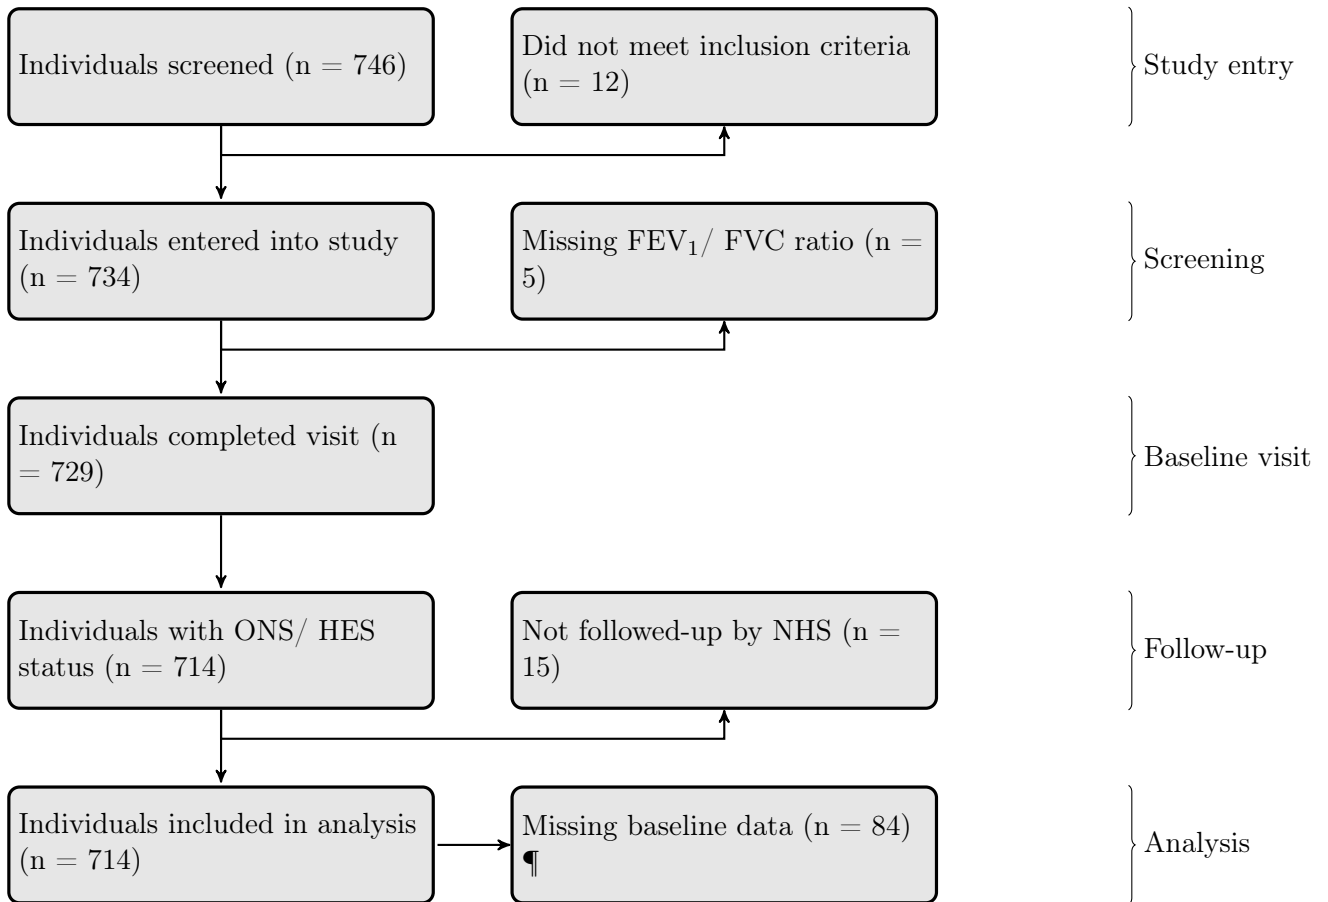 Individuals screened (n = 746)
Did not meet inclusion criteria
(n = 12)
Study entry
Individuals entered into study
(n = 734)
Missing FEV₁/ FVC ratio (n =
5)
Screening
Individuals completed visit (n
= 729)
Baseline visit
Individuals with ONS/ HES
status (n = 714)
Not followed-up by NHS (n =
15)
Follow-up
Individuals included in analysis
(n = 714)
Missing baseline data (n = 84)
¶
Analysis